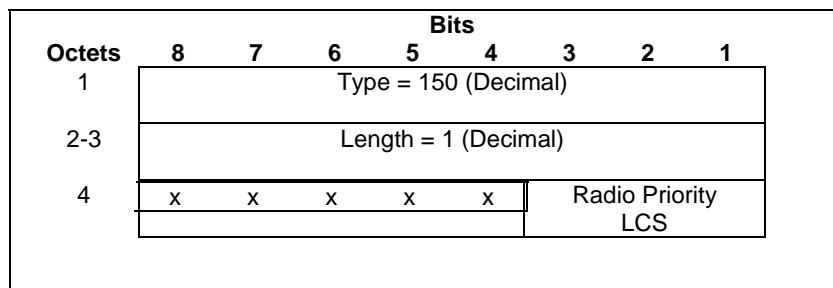 Bits
Octets 8 7 6 5 4 3 2 1
1 Type = 150 (Decimal)
2-3 Length = 1 (Decimal)
4 x x x x x Radio Priority
LCS